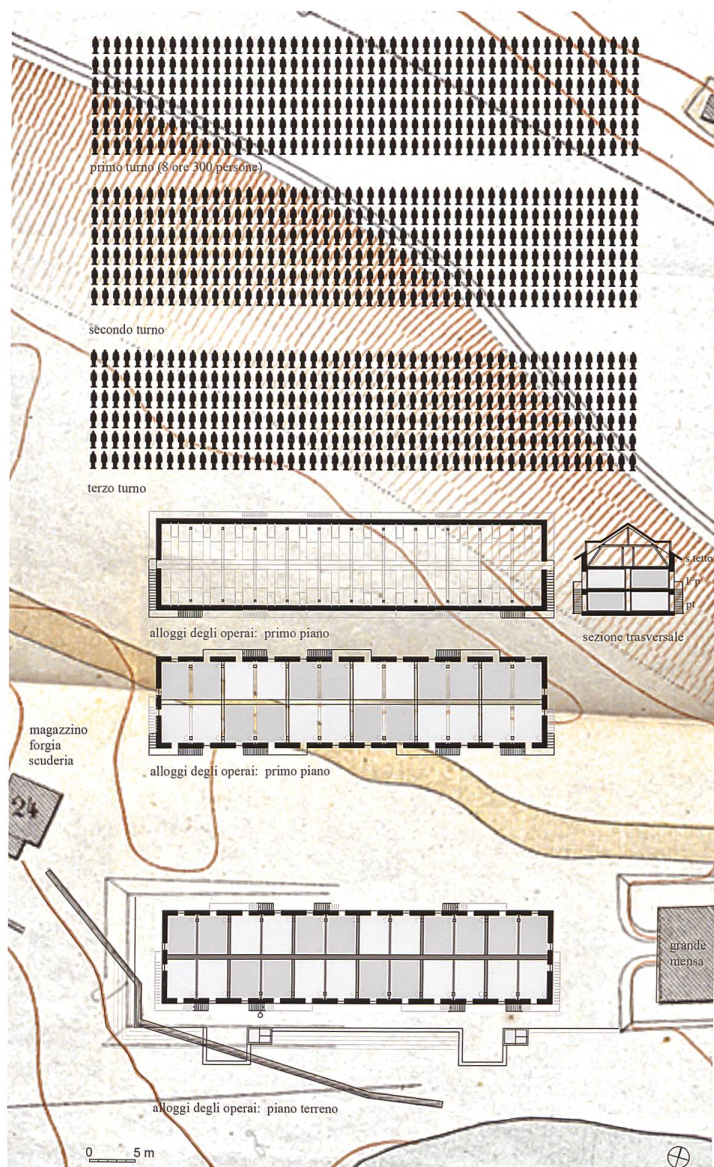 primo turno (8 ore 300 persone)
secondo turno
terzo turno
s.tetto
1°p
pt
alloggi degli operai: primo piano
sezione trasversale
magazzino
forgia
scuderia
alloggi degli operai: primo piano
24
grande
mensa
alloggi degli operai: piano terreno
0 5 m